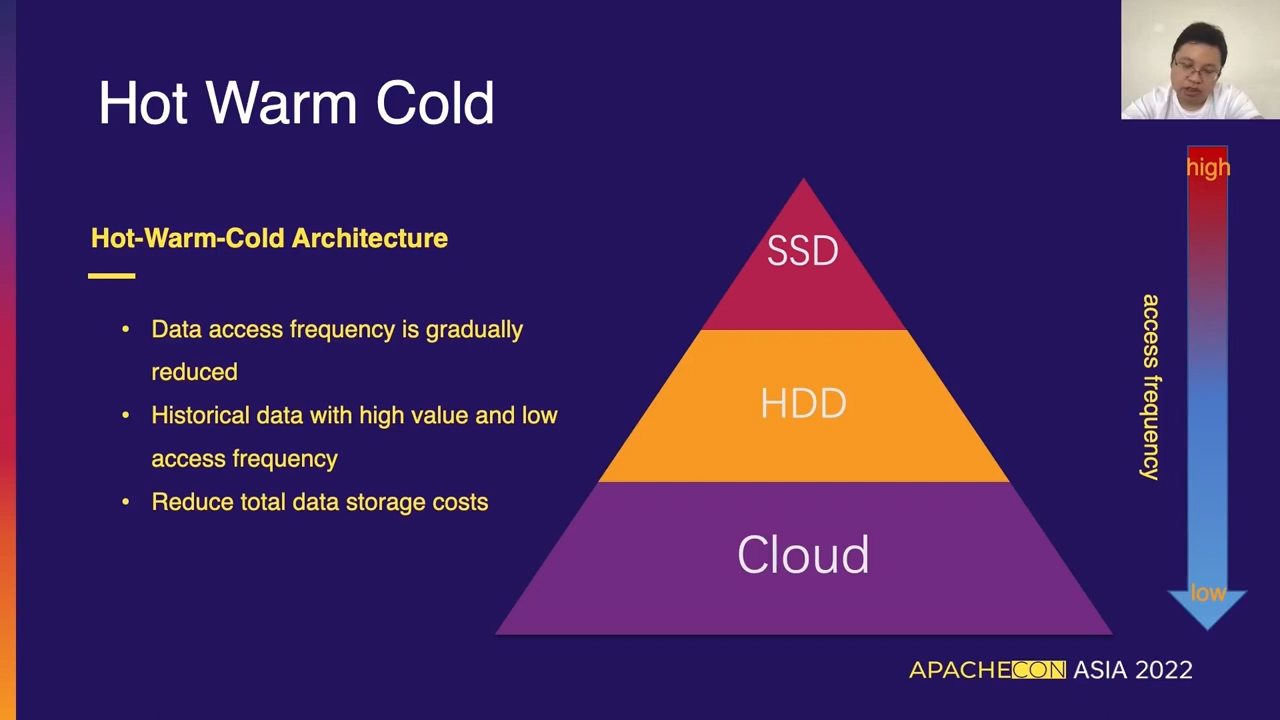 Hot Warm Cold
Hot-Warm-Cold Architecture
• Data access frequency is gradually
reduced
• Historical data with high value and low
access frequency
• Reduce total data storage costs
SSD
HDD
Cloud
high
access frequency
low
APACHECON ASIA 2022